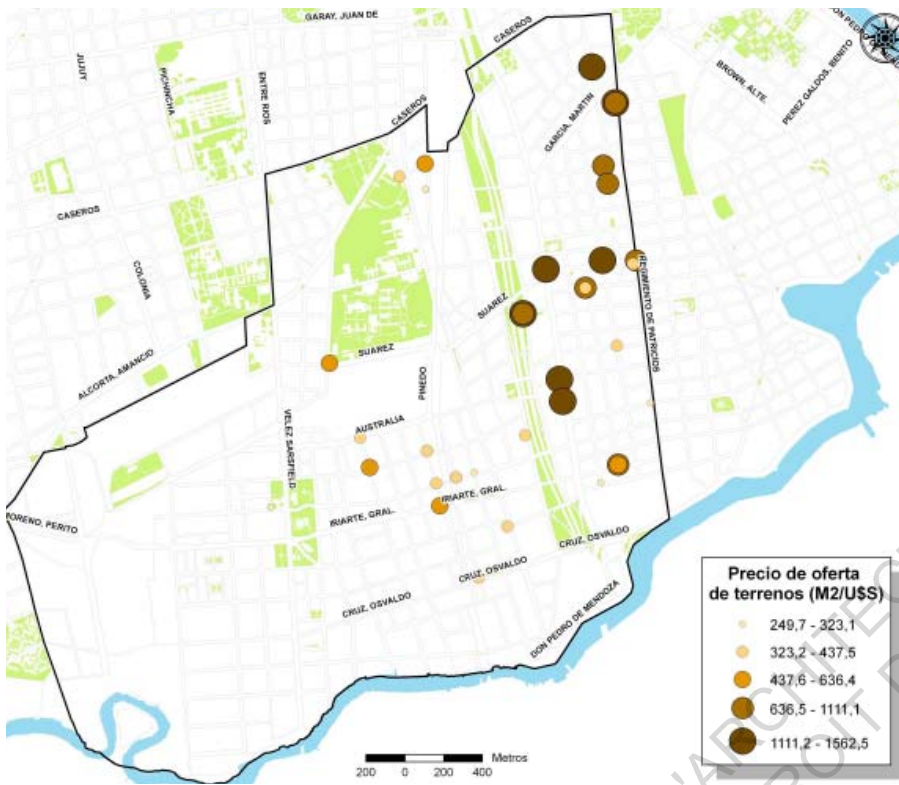 GARAY, JUAN DE
CASEROS
DON PEDRO
JUJUY
PICHINCHA
ENTRE RIOS
BROWN, ALTE.
PEREZ GALDOS, BENITO
CASEROS
GARCIA, MARTIN
CASEROS
COLONIA
REGIMIENTO DE PATRICIOS
SUAREZ
ALCORTA, AMANCIO
SUAREZ
PINEDO
AUSTRALIA
VELEZ SARSFIELD
IRIARTE, GRAL.
MORENO, PERITO
IRIARTE, GRAL.
CRUZ, OSVALDO
CRUZ, OSVALDO
CRUZ, OSVALDO
DON PEDRO DE MENDOZA
Precio de oferta
de terrenos (M2/U$S)
249,7 - 323,1
323,2 - 437,5
437,6 - 636,4
636,5 - 1111,1
1111,2 - 1562,5
200 0 200 400 Metros
'ARCHITEC
ROIT D